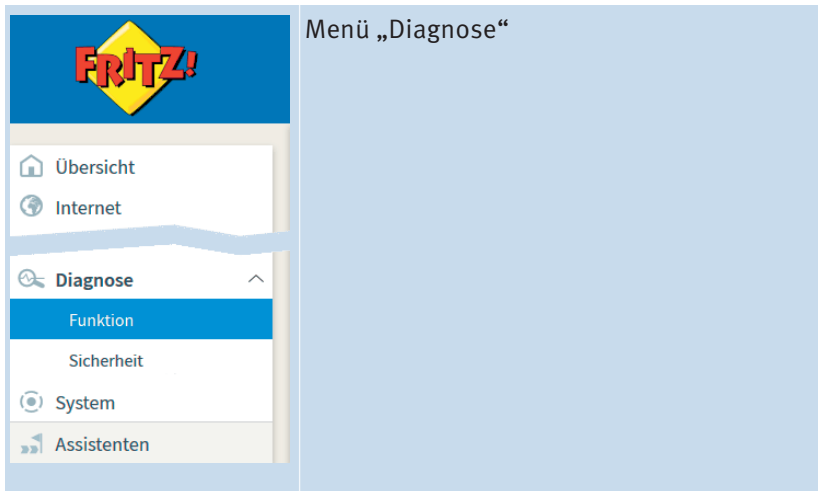 FRITZ!
Menü „Diagnose“
Übersicht
Internet
Diagnose
Funktion
Sicherheit
System
Assistenten